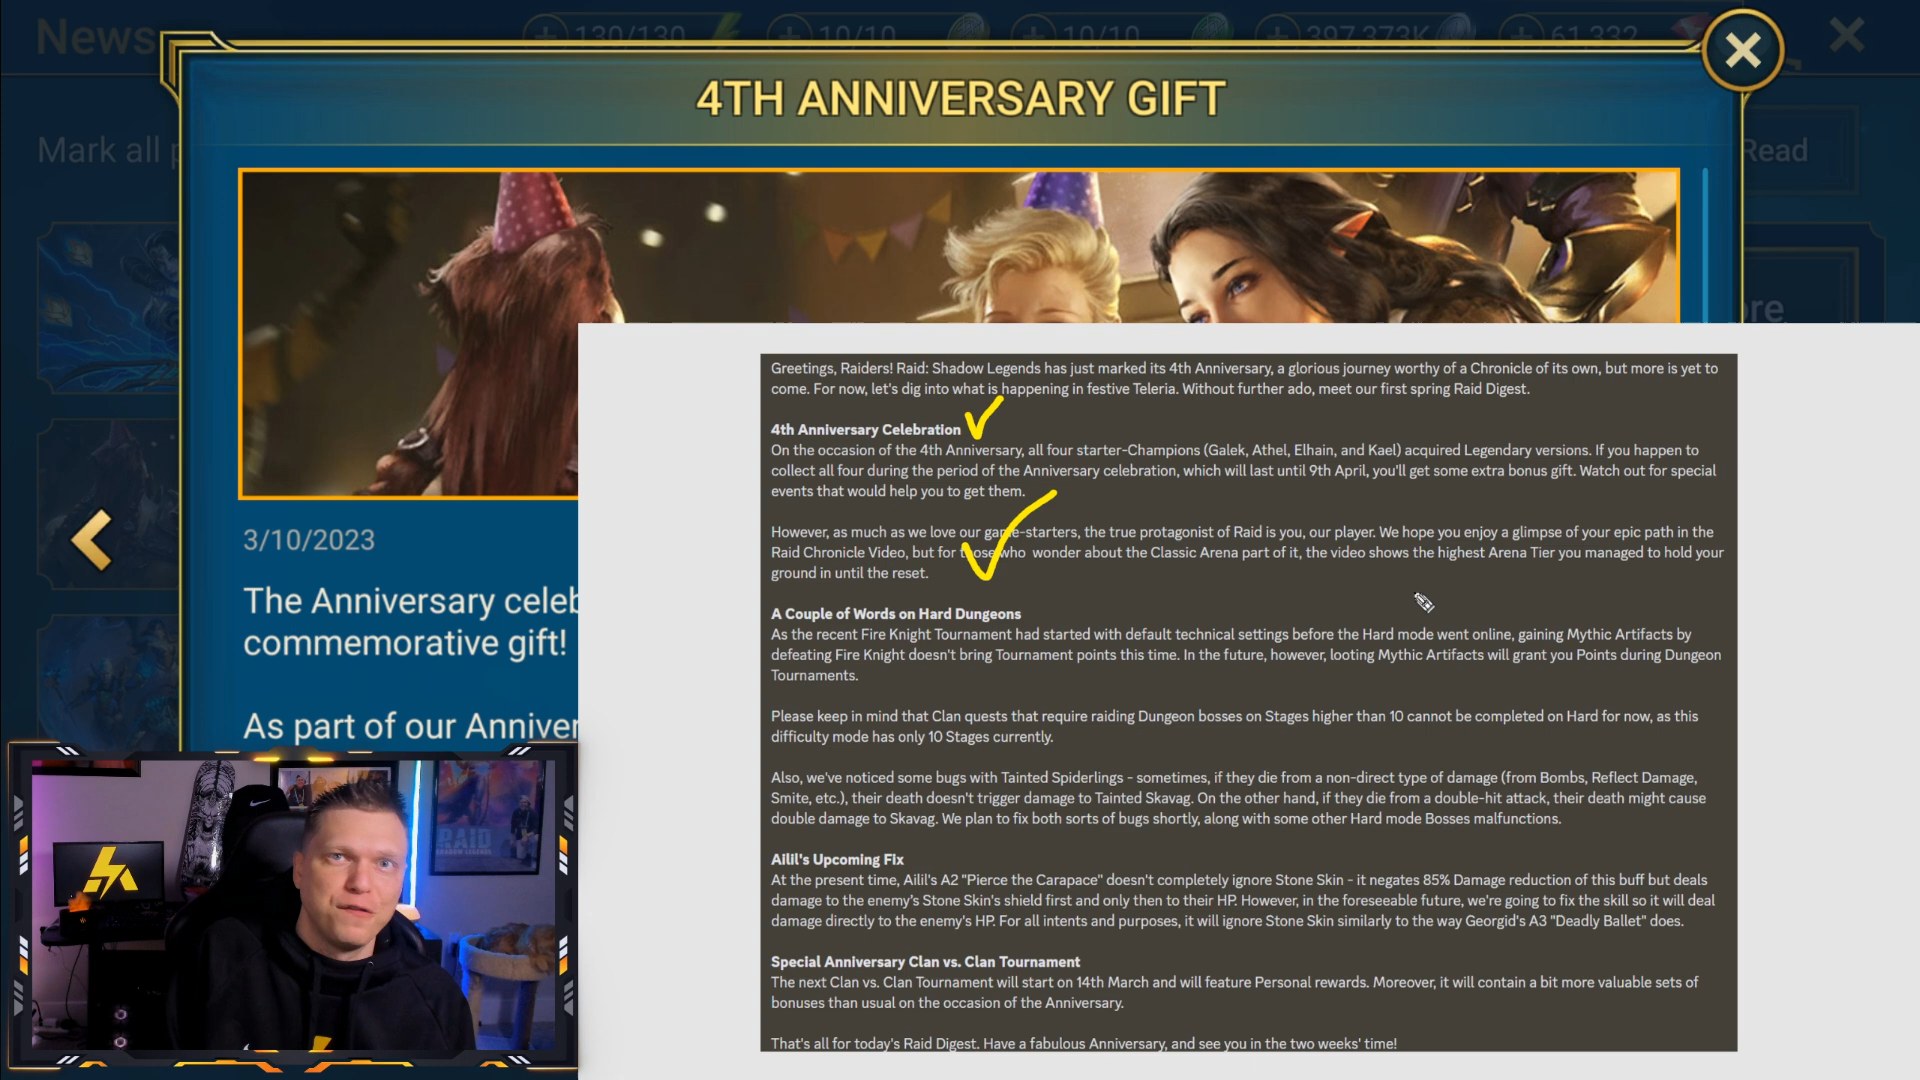 News
130/130
10/10
10/10
397,373K
61,332
4TH ANNIVERSARY GIFT
Mark all
Read
3/10/2023
The Anniversary celeb
commemorative gift!
As part of our Anniver
RAID
Greetings, Raiders! Raid: Shadow Legends has just marked its 4th Anniversary, a glorious journey worthy of a Chronicle of its own, but more is yet to
come. For now, let's dig into what is happening in festive Teleria. Without further ado, meet our first spring Raid Digest.
4th Anniversary Celebration
On the occasion of the 4th Anniversary, all four starter-Champions (Galek, Athel, Elhain, and Kael) acquired Legendary versions. If you happen to
collect all four during the period of the Anniversary celebration, which will last until 9th April, you'll get some extra bonus gift. Watch out for special
events that would help you to get them.
However, as much as we love our game-starters, the true protagonist of Raid is you, our player. We hope you enjoy a glimpse of your epic path in the
Raid Chronicle Video, but for those who wonder about the Classic Arena part of it, the video shows the highest Arena Tier you managed to hold your
ground in until the reset.
A Couple of Words on Hard Dungeons
As the recent Fire Knight Tournament had started with default technical settings before the Hard mode went online, gaining Mythic Artifacts by
defeating Fire Knight doesn't bring Tournament points this time. In the future, however, looting Mythic Artifacts will grant you Points during Dungeon
Tournaments.
Please keep in mind that Clan quests that require raiding Dungeon bosses on Stages higher than 10 cannot be completed on Hard for now, as this
difficulty mode has only 10 Stages currently.
Also, we've noticed some bugs with Tainted Spiderlings - sometimes, if they die from a non-direct type of damage (from Bombs, Reflect Damage,
Smite, etc.), their death doesn't trigger damage to Tainted Skavag. On the other hand, if they die from a double-hit attack, their death might cause
double damage to Skavag. We plan to fix both sorts of bugs shortly, along with some other Hard mode Bosses malfunctions.
Ailil's Upcoming Fix
At the present time, Ailil's A2 "Pierce the Carapace" doesn't completely ignore Stone Skin - it negates 85% Damage reduction of this buff but deals
damage to the enemy's Stone Skin's shield first and only then to their HP. However, in the foreseeable future, we're going to fix the skill so it will deal
damage directly to the enemy's HP. For all intents and purposes, it will ignore Stone Skin similarly to the way Georgid's A3 "Deadly Ballet" does.
Special Anniversary Clan vs. Clan Tournament
The next Clan vs. Clan Tournament will start on 14th March and will feature Personal rewards. Moreover, it will contain a bit more valuable sets of
bonuses than usual on the occasion of the Anniversary.
That's all for today's Raid Digest. Have a fabulous Anniversary, and see you in the two weeks' time!